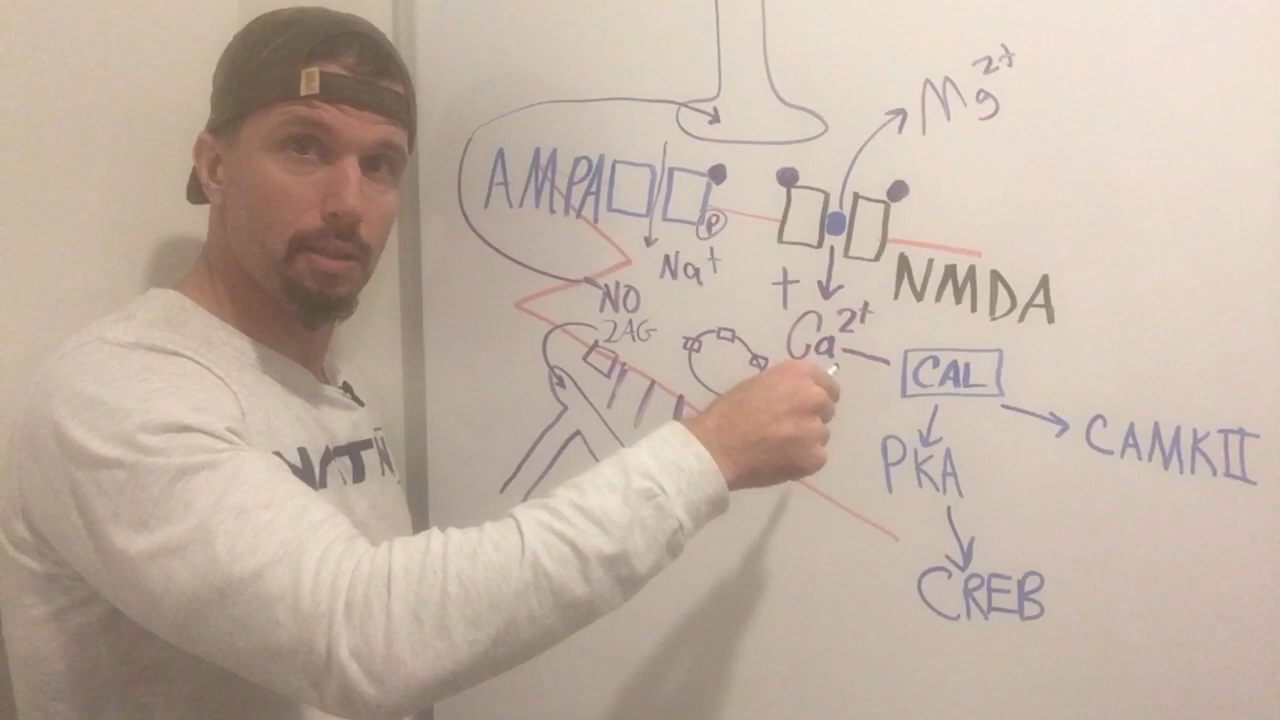 Mg2+
AMPA
P
Na+
NMDA
+
NO
2AG
Ca2+
CAL
CAMKII
PKA
CREB